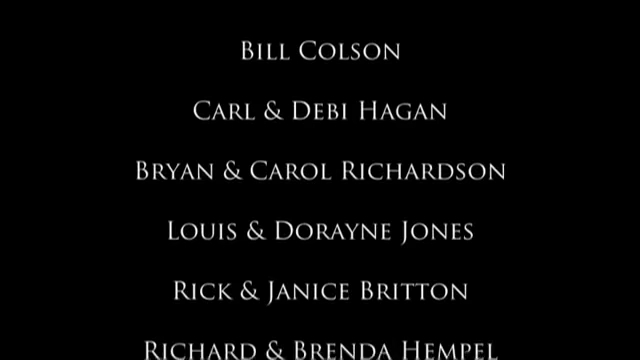 Bill Colson
Carl & Debi Hagan
Bryan & Carol Richardson
Louis & Dorayne Jones
Rick & Janice Britton
Richard & Brenda Hempel